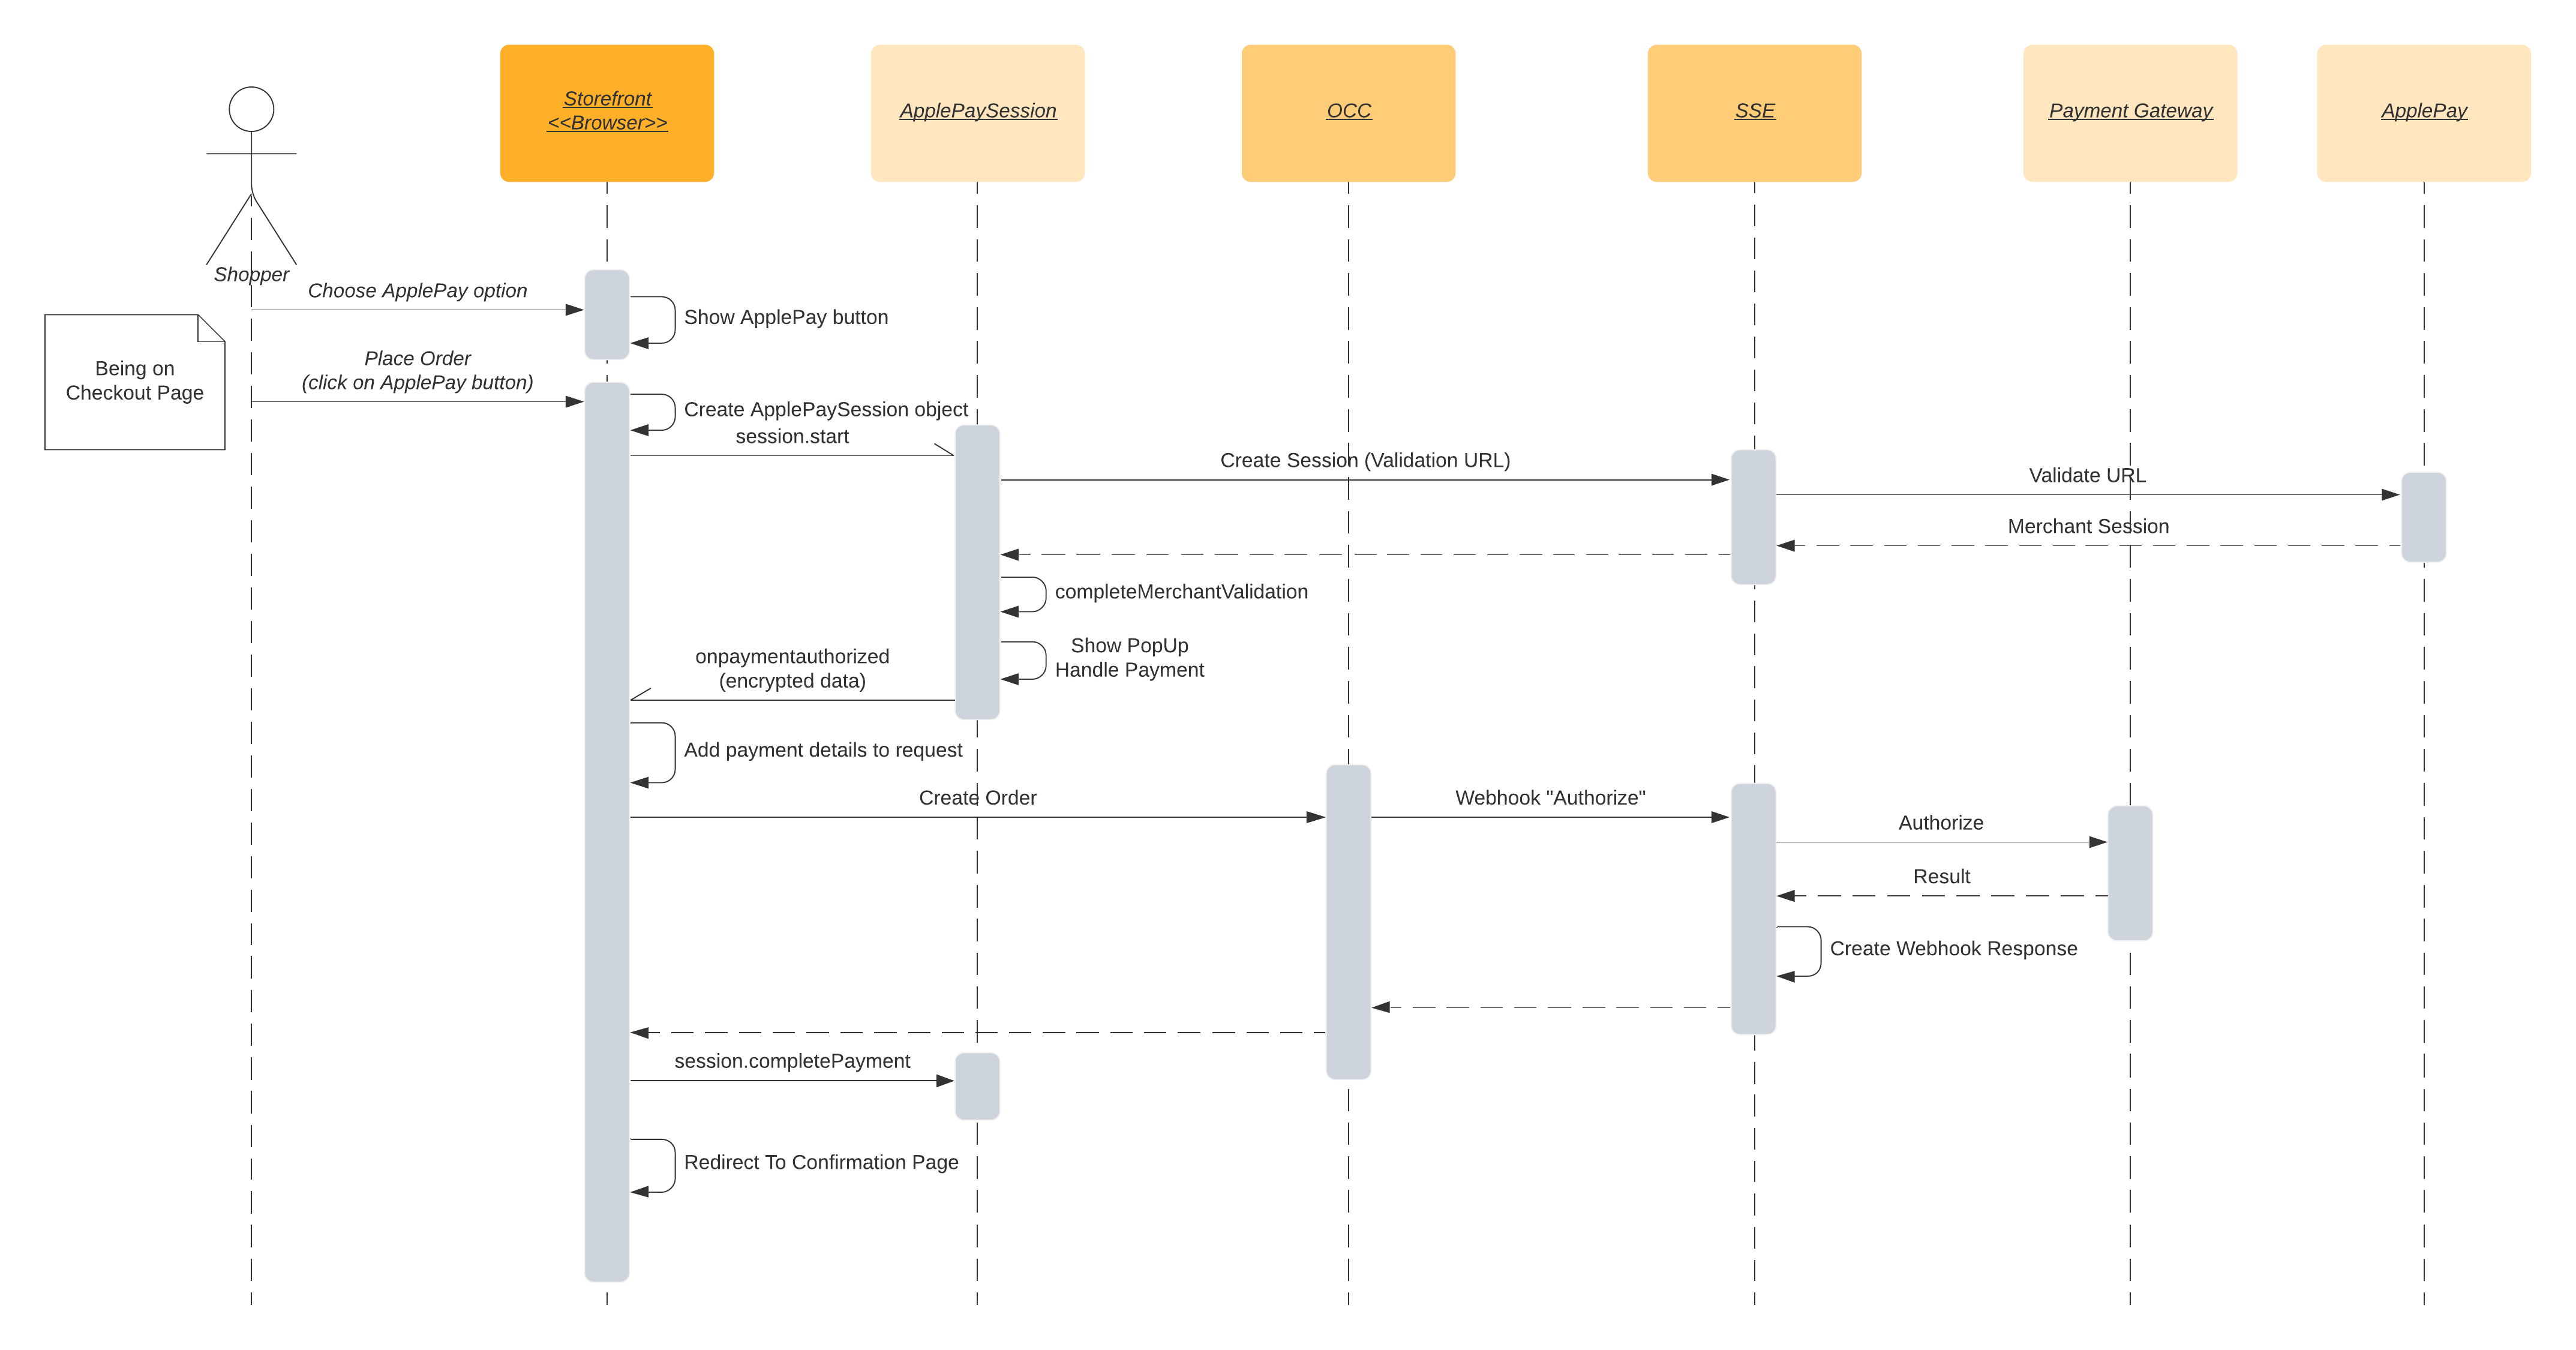 Storefront
<<Browser>>
ApplePaySession
OCC
SSE
Payment Gateway
ApplePay
Shopper
Choose ApplePay option
Show ApplePay button
Being on
Checkout Page
Place Order
(click on ApplePay button)
Create ApplePaySession object
session.start
Create Session (Validation URL)
Validate URL
Merchant Session
completeMerchantValidation
Show PopUp
Handle Payment
onpaymentauthorized
(encrypted data)
Add payment details to request
Create Order
Webhook "Authorize"
Authorize
Result
Create Webhook Response
session.completePayment
Redirect To Confirmation Page